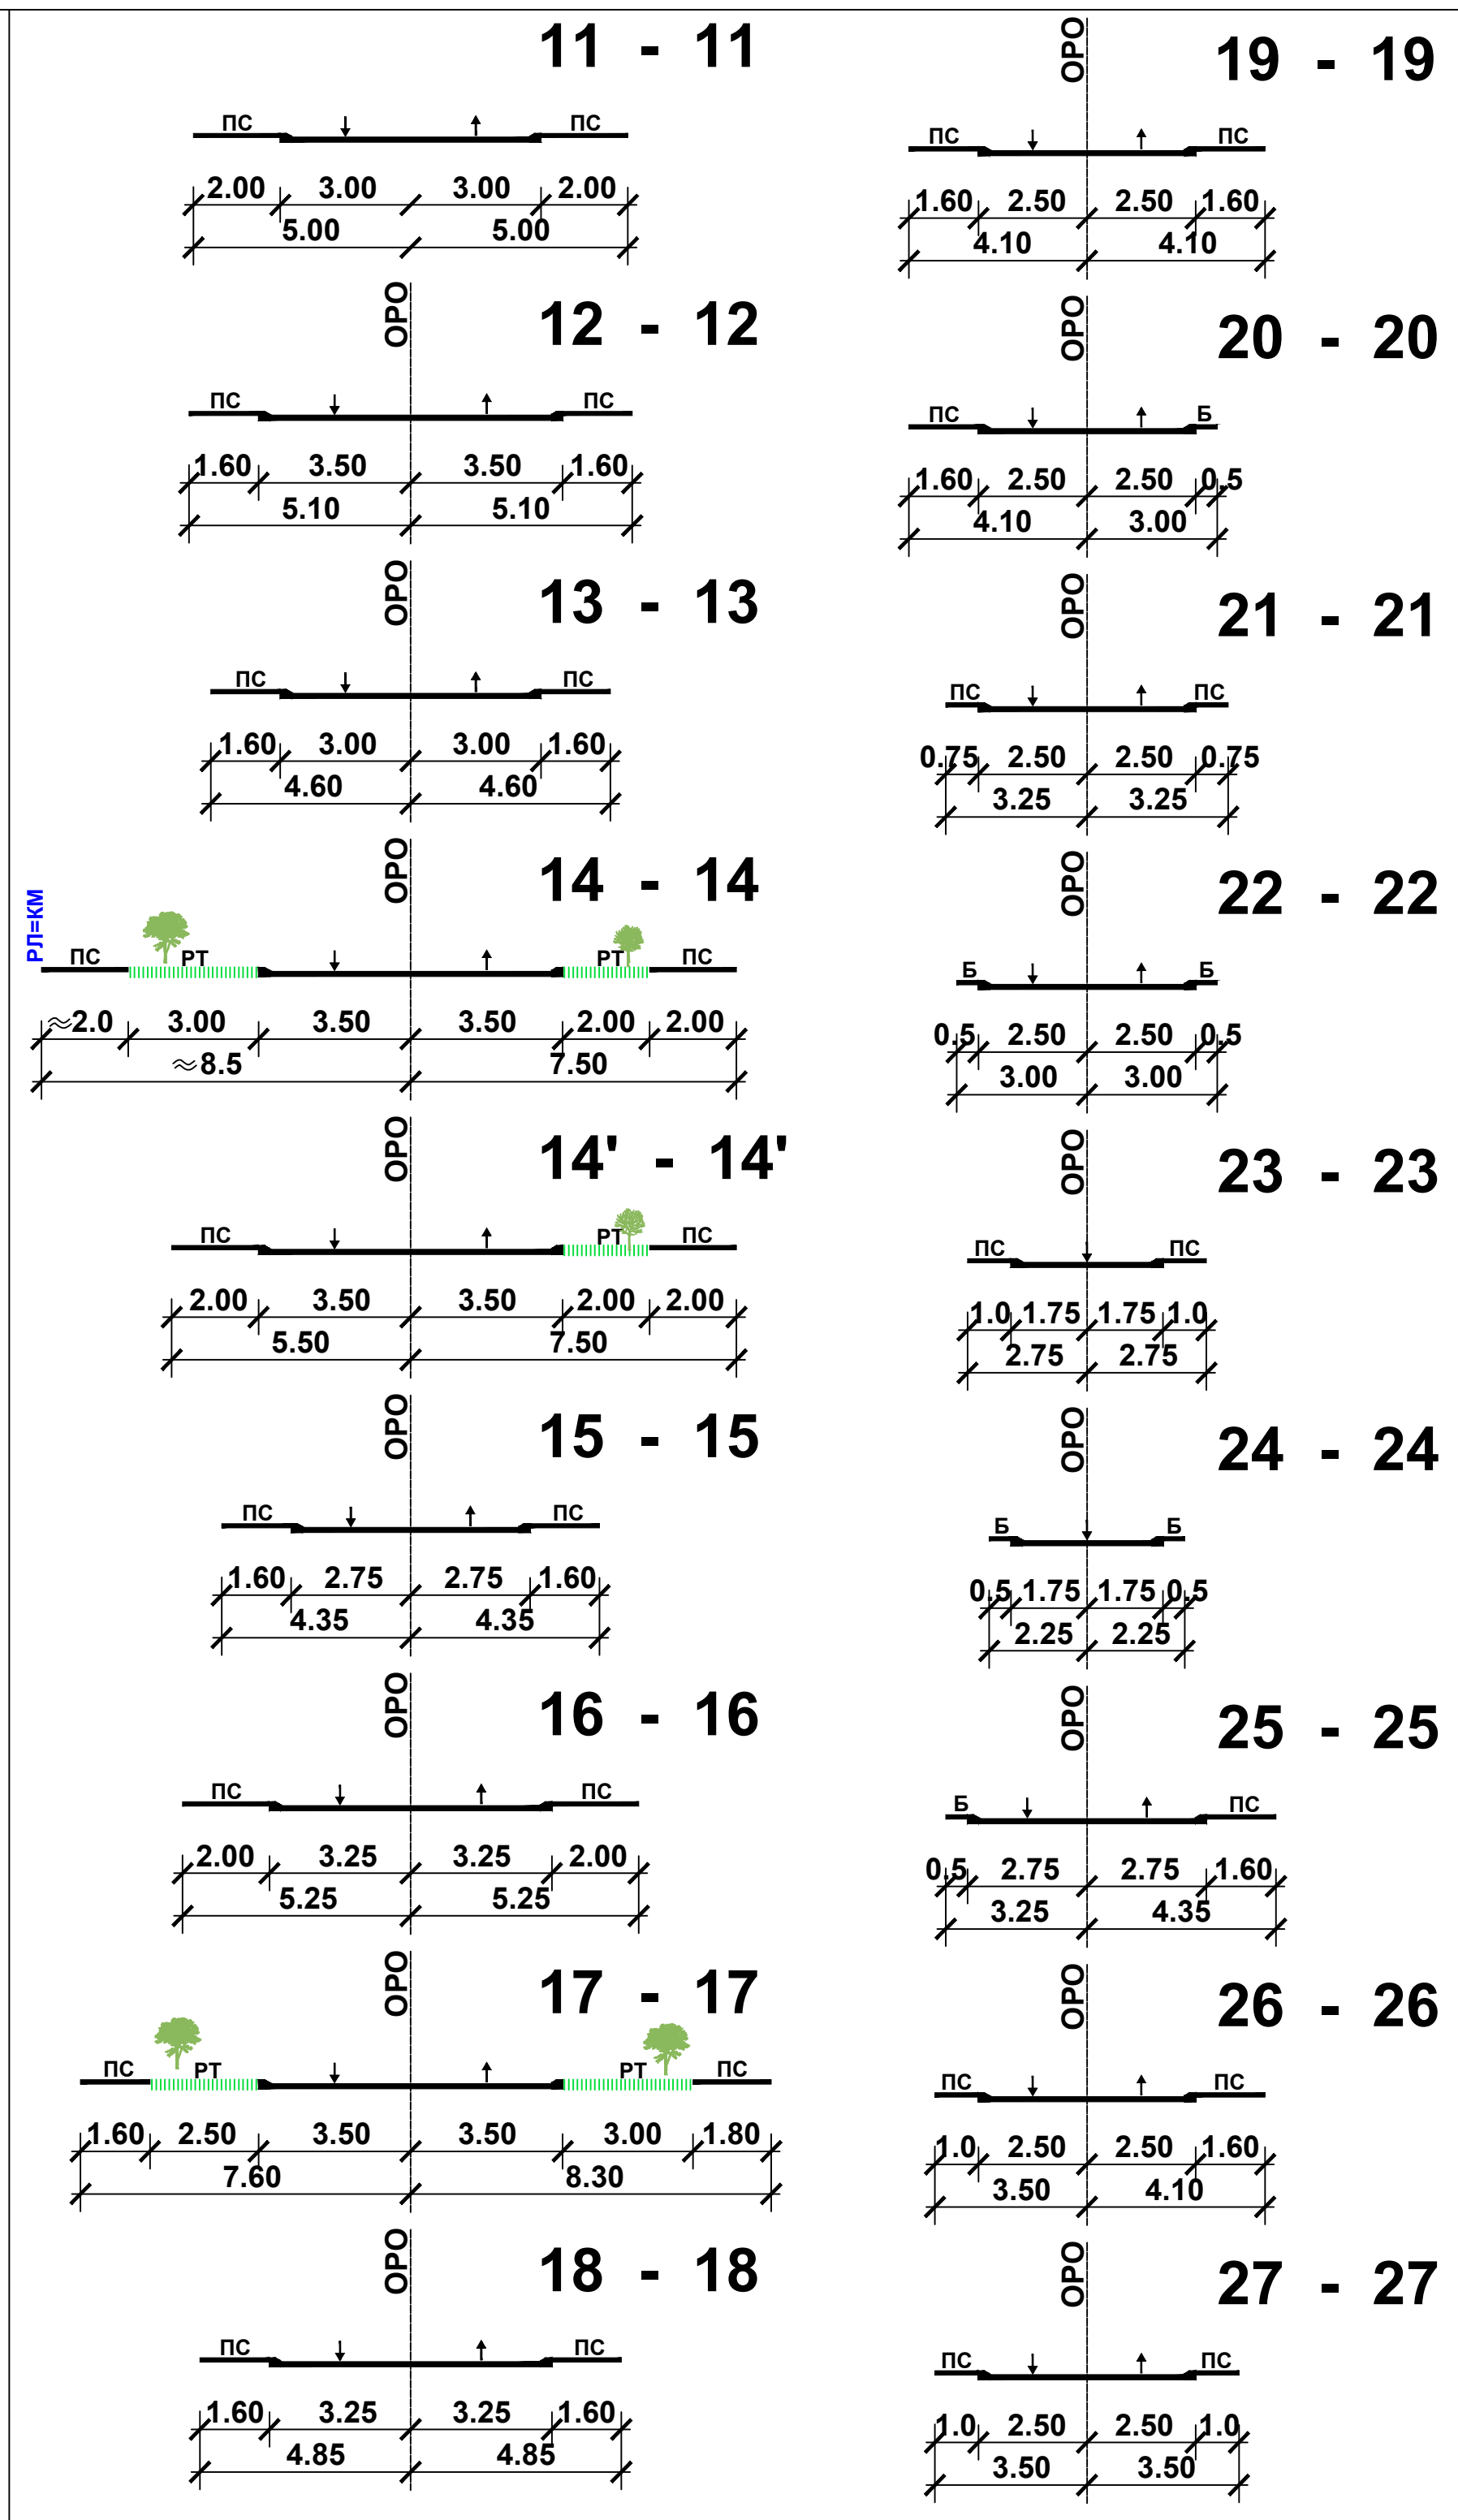 11 - 11
ПС ПС
2.00 3.00 3.00 2.00
5.00 5.00
ОРО
12 - 12
ПС ПС
1.60 3.50 3.50 1.60
5.10 5.10
ОРО
13 - 13
ПС ПС
1.60 3.00 3.00 1.60
4.60 4.60
ОРО
14 - 14
РЛ=КМ
ПС РТ РТ ПС
≈2.0 3.00 3.50 3.50 2.00 2.00
≈8.5 7.50
ОРО
14' - 14'
ПС РТ ПС
2.00 3.50 3.50 2.00 2.00
5.50 7.50
ОРО
15 - 15
ПС ПС
1.60 2.75 2.75 1.60
4.35 4.35
ОРО
16 - 16
ПС ПС
2.00 3.25 3.25 2.00
5.25 5.25
ОРО
17 - 17
ПС РТ РТ ПС
1.60 2.50 3.50 3.50 3.00 1.80
7.60 8.30
ОРО
18 - 18
ПС ПС
1.60 3.25 3.25 1.60
4.85 4.85
ОРО
19 - 19
ПС ПС
1.60 2.50 2.50 1.60
4.10 4.10
ОРО
20 - 20
ПС Б
1.60 2.50 2.50 0.5
4.10 3.00
ОРО
21 - 21
ПС ПС
0.75 2.50 2.50 0.75
3.25 3.25
ОРО
22 - 22
Б Б
0.5 2.50 2.50 0.5
3.00 3.00
ОРО
23 - 23
ПС ПС
1.0 1.75 1.75 1.0
2.75 2.75
ОРО
24 - 24
Б Б
0.5 1.75 1.75 0.5
2.25 2.25
ОРО
25 - 25
Б ПС
0.5 2.75 2.75 1.60
3.25 4.35
ОРО
26 - 26
ПС ПС
1.0 2.50 2.50 1.60
3.50 4.10
ОРО
27 - 27
ПС ПС
1.0 2.50 2.50 1.0
3.50 3.50